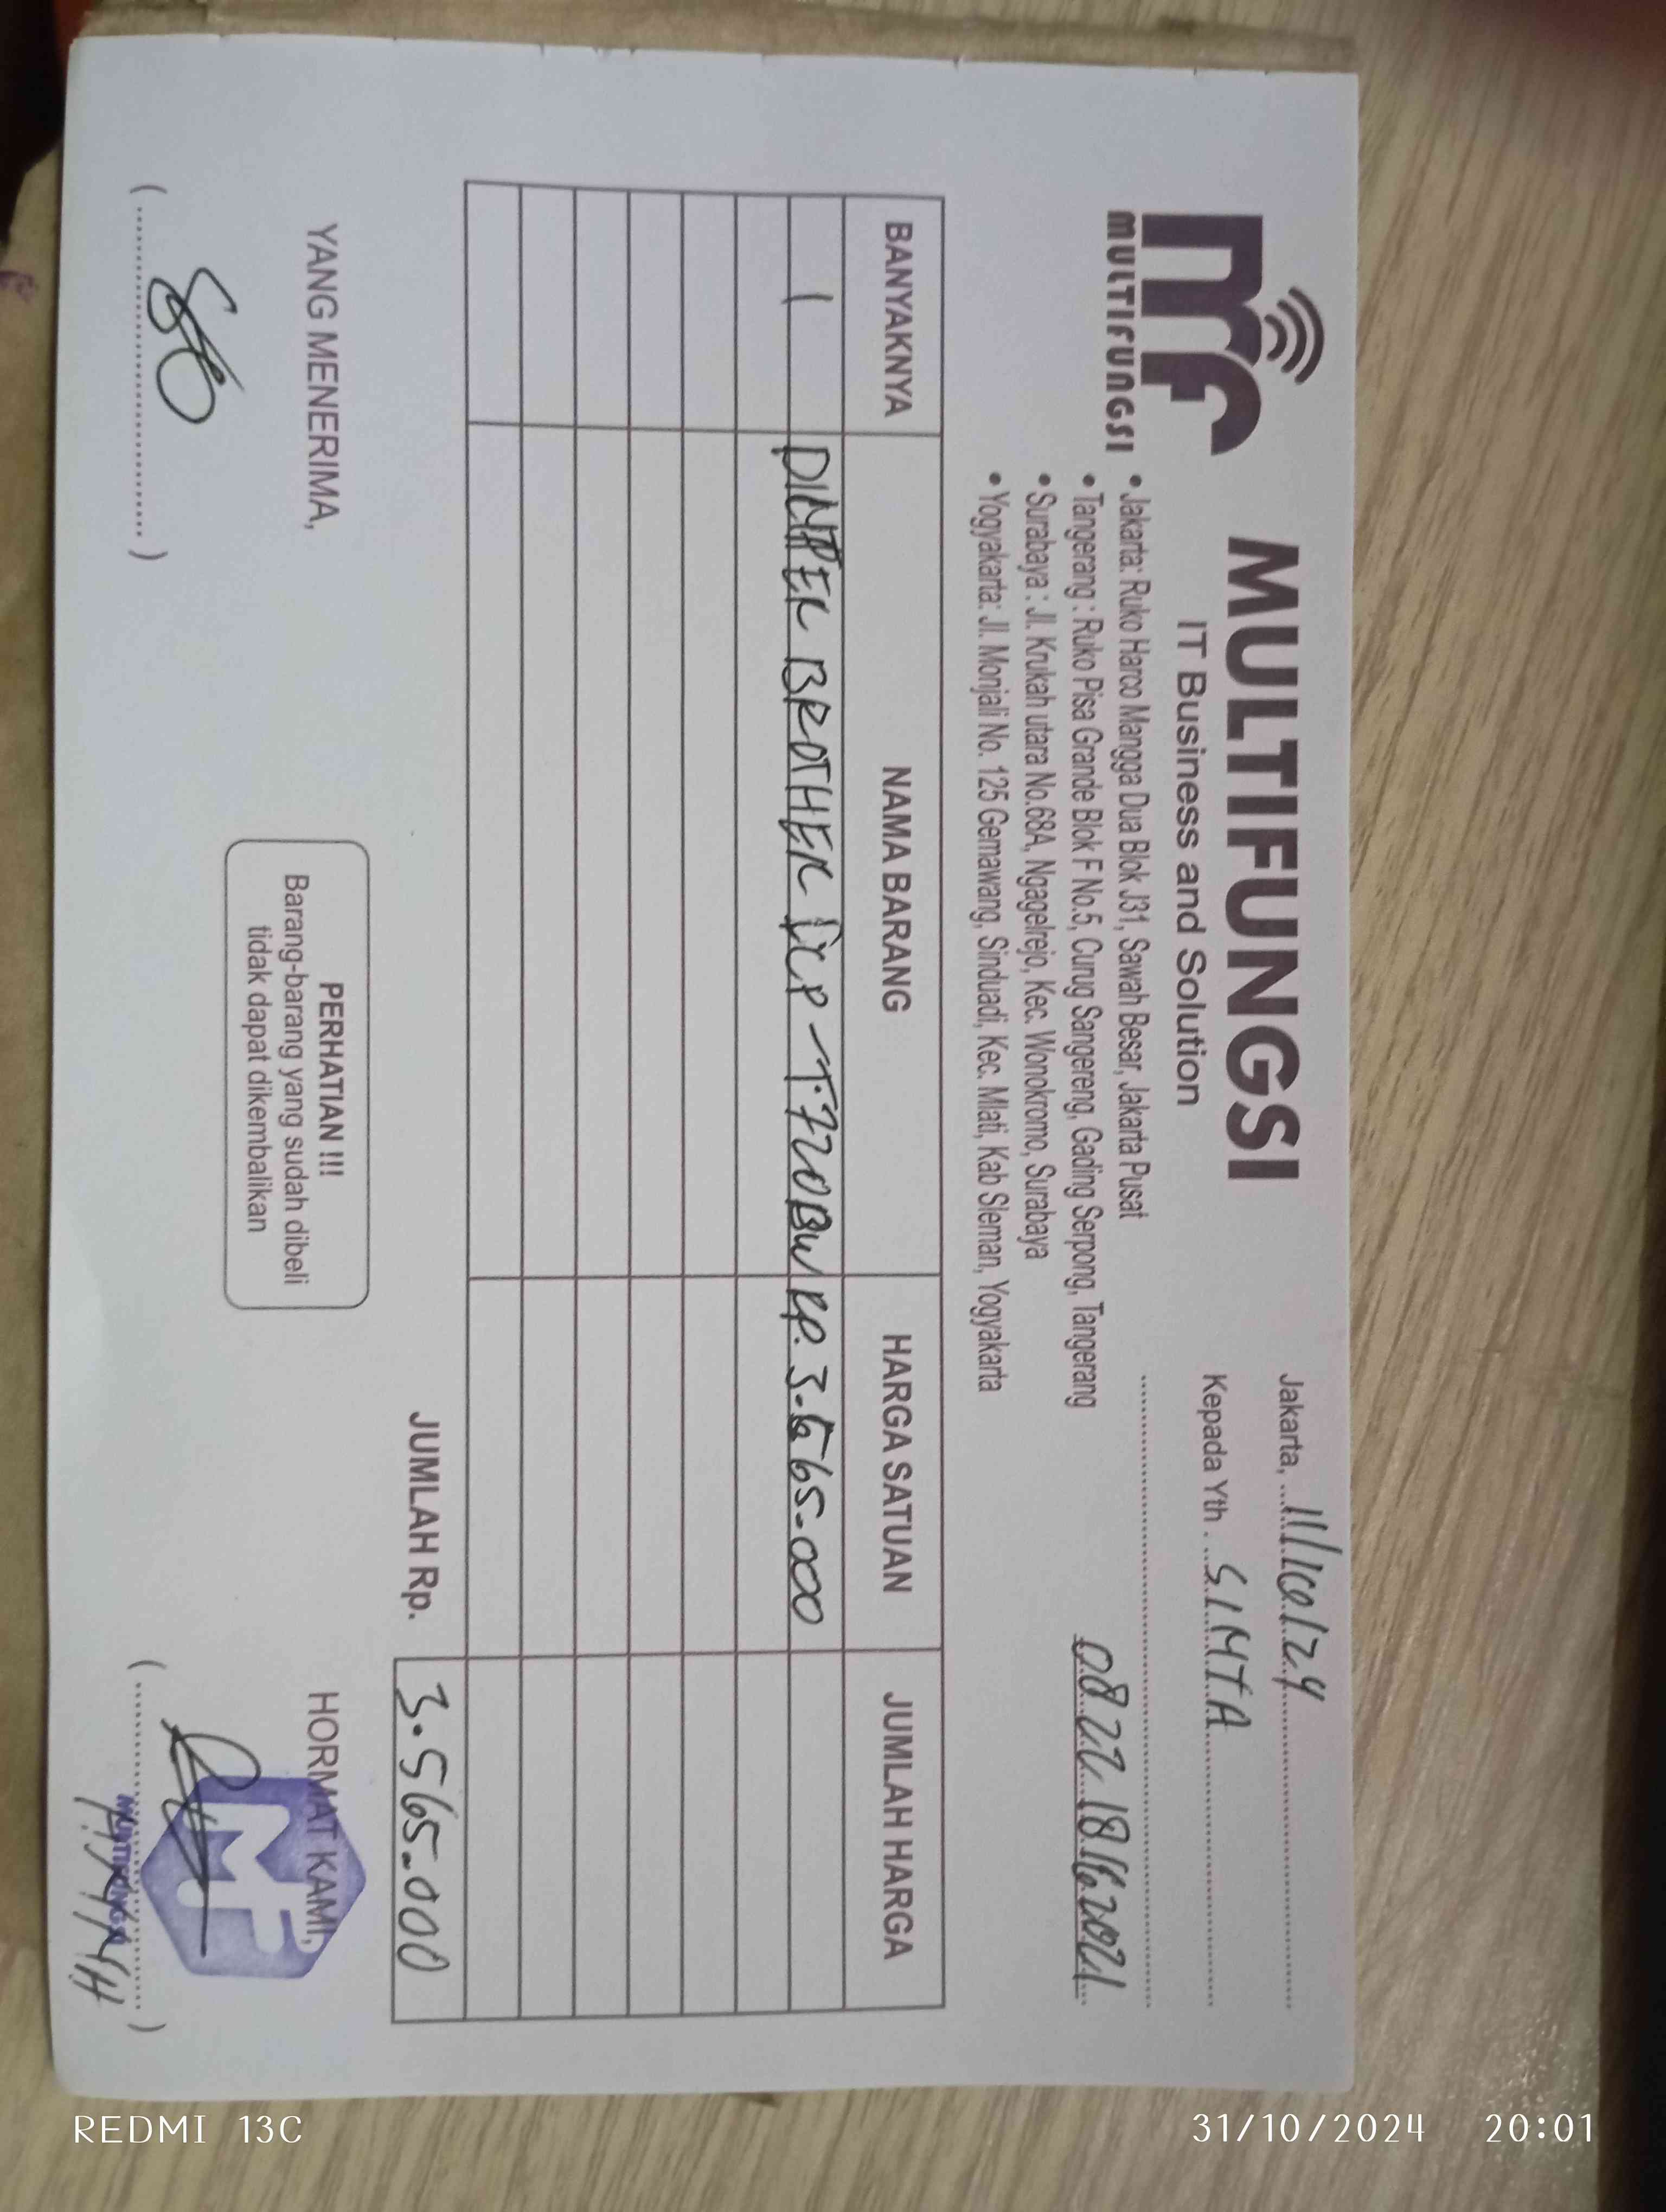 MULTIFUNGSI
MULTIFUNGSI
IT Business and Solution
• Jakarta: Ruko Harco Mangga Dua Blok J31, Sawah Besar, Jakarta Pusat
• Tangerang : Ruko Pisa Grande Blok F No.5, Curug Sangereng, Gading Serpong, Tangerang
• Surabaya : Jl. Krukah utara No.68A, Ngagelrejo, Kec. Wonokromo, Surabaya
• Yogyakarta: Jl. Monjali No. 125 Gemawang, Sinduadi, Kec. Mlati, Kab Sleman, Yogyakarta
Jakarta, 11/10/24
Kepada Yth . SIMTA
0822 1816 2021
BANYAKNYA NAMA BARANG HARGA SATUAN JUMLAH HARGA
1 BROTHER DCP-T720DW Rp. 3.565.000
JUMLAH Rp. 3.565.000
YANG MENERIMA,
PERHATIAN !!!
Barang-barang yang sudah dibeli
tidak dapat dikembalikan
HORMAT KAMI,
MF
MULTIFUNGSI
REDMI 13C
31/10/2024 20:01